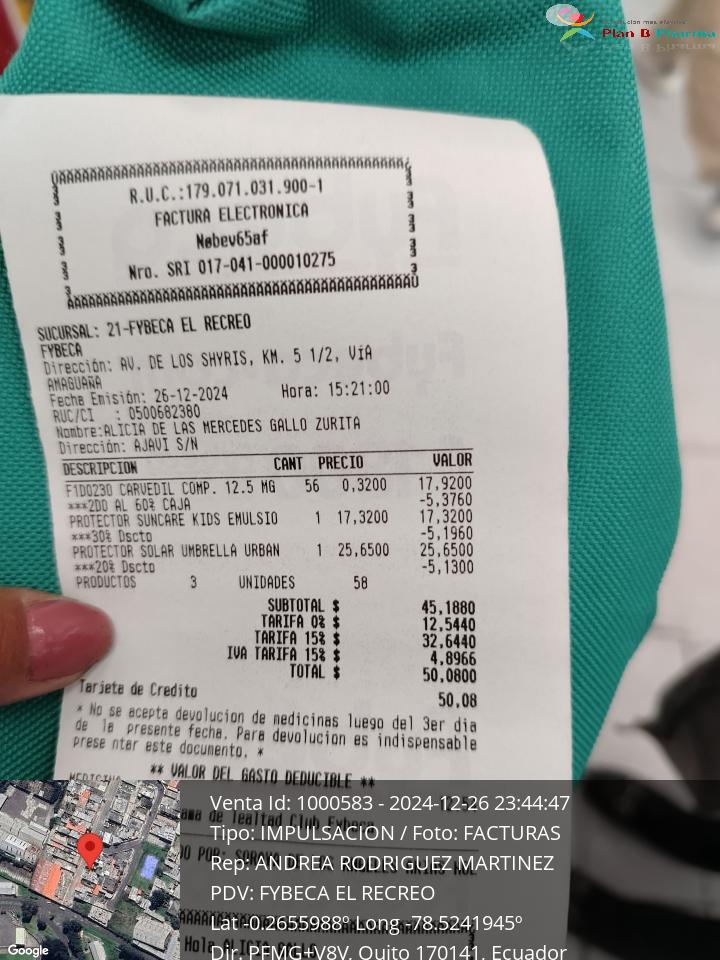 Plan B Pharma
R.U.C.:179.071.031.900-1
FACTURA ELECTRONICA
Nøbev65af
Nro. SRI 017-041-000010275
SUCURSAL: 21-FYBECA EL RECREO
FYBECA
Dirección: AV. DE LOS SHYRIS, KM. 5 1/2, VíA
AMAGUAÑA
Fecha Emisión: 26-12-2024 Hora: 15:21:00
RUC/CI : 0500682380
Nombre:ALICIA DE LAS MERCEDES GALLO ZURITA
Dirección: AJAVI S/N
DESCRIPCION CANT PRECIO VALOR
F1D0230 CARVEDIL COMP. 12.5 MG 56 0,3200 17,9200
***2DO AL 60% CAJA -5,3760
PROTECTOR SUNCARE KIDS EMULSIO 1 17,3200 17,3200
***30% Dscto -5,1960
PROTECTOR SOLAR UMBRELLA URBAN 1 25,6500 25,6500
***20% Dscto -5,1300
PRODUCTOS 3 UNIDADES 58
SUBTOTAL $ 45,1880
TARIFA 0% $ 12,5440
TARIFA 15% $ 32,6440
IVA TARIFA 15% $ 4,8966
TOTAL $ 50,0800
Tarjeta de Credito 50,08
* No se acepta devolucion de medicinas luego del 3er dia
de la presente fecha. Para devolucion es indispensable
prese ntar este documento. *
** VALOR DEL GASTO DEDUCIBLE **
Venta Id: 1000583 - 2024-12-26 23:44:47
Tipo: IMPULSACION / Foto: FACTURAS
Rep: ANDREA RODRIGUEZ MARTINEZ
PDV: FYBECA EL RECREO
Lat -0.2655988º Long -78.5241945º
Dir. PFMG+V8V, Quito 170141, Ecuador
Google